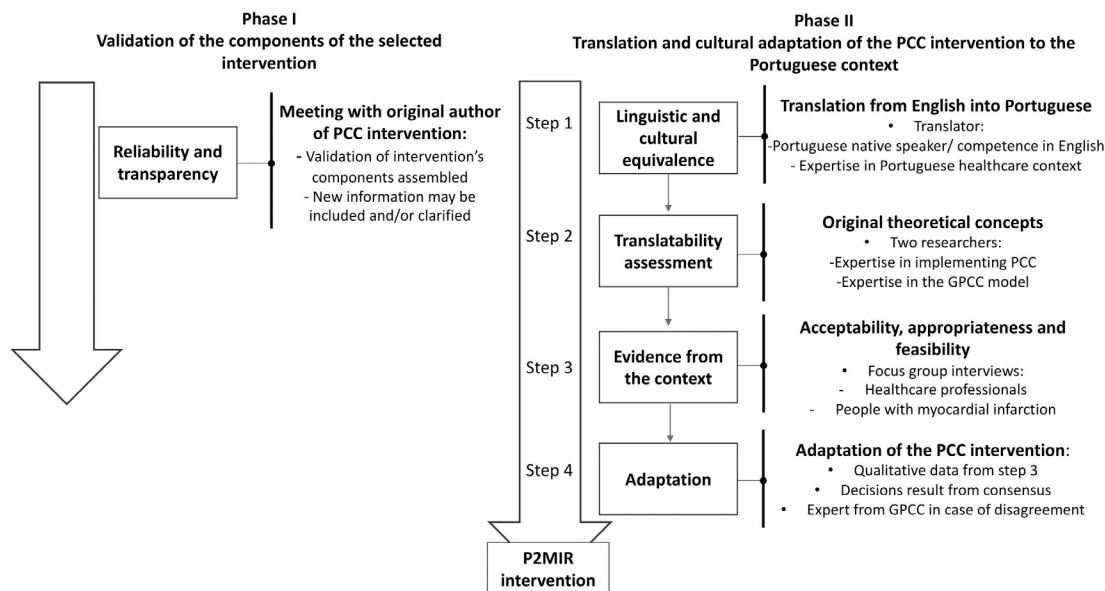 Phase I
Validation of the components of the selected
intervention
Reliability and
transparency
Meeting with original author
of PCC intervention:
- Validation of intervention's
components assembled
- New information may be
included and/or clarified
Phase II
Translation and cultural adaptation of the PCC intervention to the
Portuguese context
Step 1
Linguistic and
cultural
equivalence
Translation from English into Portuguese
• Translator:
-Portuguese native speaker/ competence in English
- Expertise in Portuguese healthcare context
Step 2
Translatability
assessment
Original theoretical concepts
• Two researchers:
-Expertise in implementing PCC
-Expertise in the GPCC model
Step 3
Evidence from
the context
Acceptability, appropriateness and
feasibility
• Focus group interviews:
- Healthcare professionals
- People with myocardial infarction
Step 4
Adaptation
Adaptation of the PCC intervention:
• Qualitative data from step 3
• Decisions result from consensus
• Expert from GPCC in case of disagreement
P2MIR
intervention